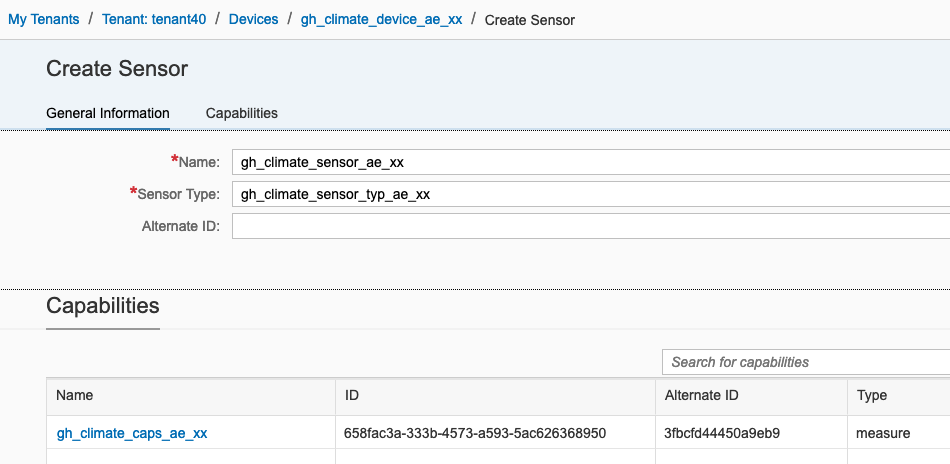 My Tenants / Tenant: tenant40 / Devices / gh_climate_device_ae_xx / Create Sensor
Create Sensor
General Information Capabilities
*Name: gh_climate_sensor_ae_xx
*Sensor Type: gh_climate_sensor_typ_ae_xx
Alternate ID:
Capabilities
Search for capabilities
Name ID Alternate ID Type
gh_climate_caps_ae_xx 658fac3a-333b-4573-a593-5ac626368950 3fbcfd44450a9eb9 measure